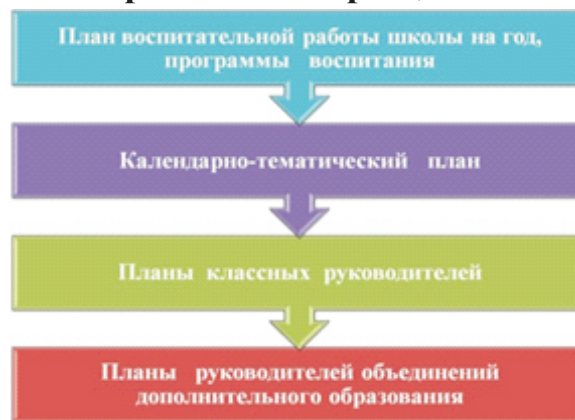 План воспитательной работы школы на год,
программы воспитания
Календарно-тематический план
Планы классных руководителей
Планы руководителей объединений
дополнительного образования